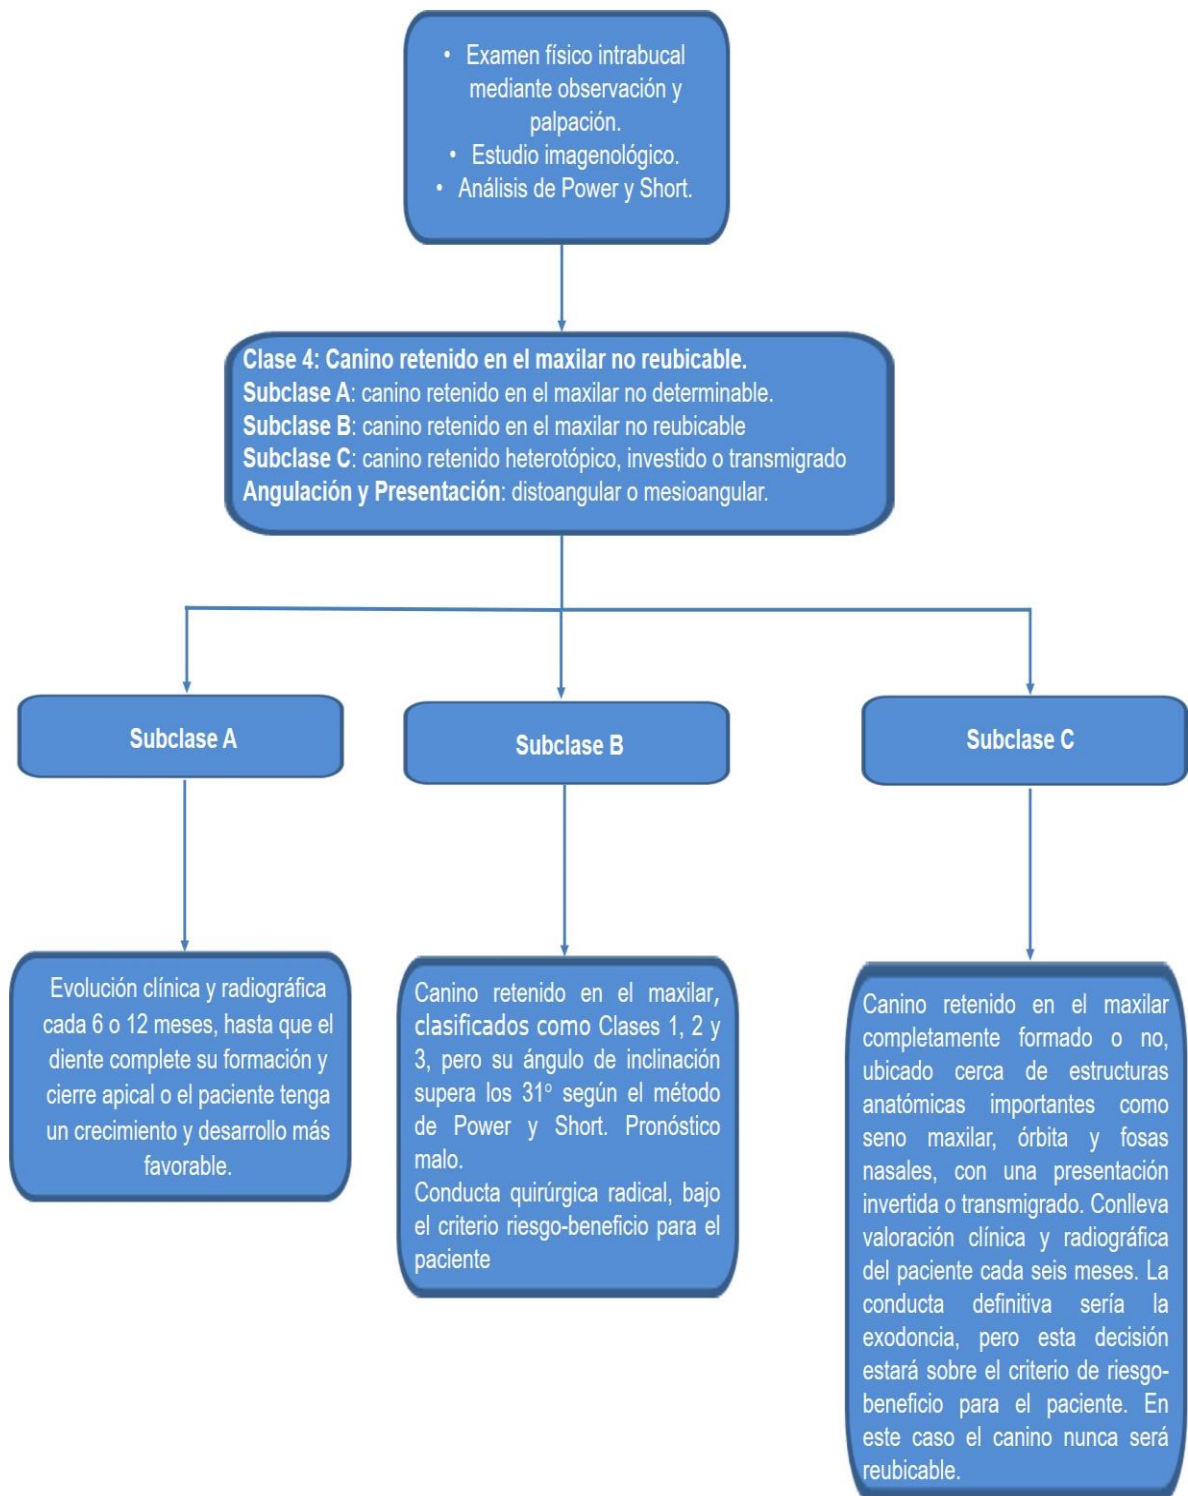 • Examen físico intrabucal
mediante observación y
palpación.
• Estudio imagenológico.
• Análisis de Power y Short.
Clase 4: Canino retenido en el maxilar no reubicable.
Subclase A: canino retenido en el maxilar no determinable.
Subclase B: canino retenido en el maxilar no reubicable
Subclase C: canino retenido heterotópico, investido o transmigrado
Angulación y Presentación: distoangular o mesioangular.
Subclase A
Subclase B
Subclase C
Evolución clínica y radiográfica
cada 6 o 12 meses, hasta que el
diente complete su formación y
cierre apical o el paciente tenga
un crecimiento y desarrollo más
favorable.
Canino retenido en el maxilar,
clasificados como Clases 1, 2 y
3, pero su ángulo de inclinación
supera los 31º según el método
de Power y Short. Pronóstico
malo.
Conducta quirúrgica radical, bajo
el criterio riesgo-beneficio para el
paciente
Canino retenido en el maxilar
completamente formado o no,
ubicado cerca de estructuras
anatómicas importantes como
seno maxilar, órbita y fosas
nasales, con una presentación
invertida o transmigrado. Conlleva
valoración clínica y radiográfica
del paciente cada seis meses. La
conducta definitiva sería la
exodoncia, pero esta decisión
estará sobre el criterio de riesgo-
beneficio para el paciente. En
este caso el canino nunca será
reubicable.